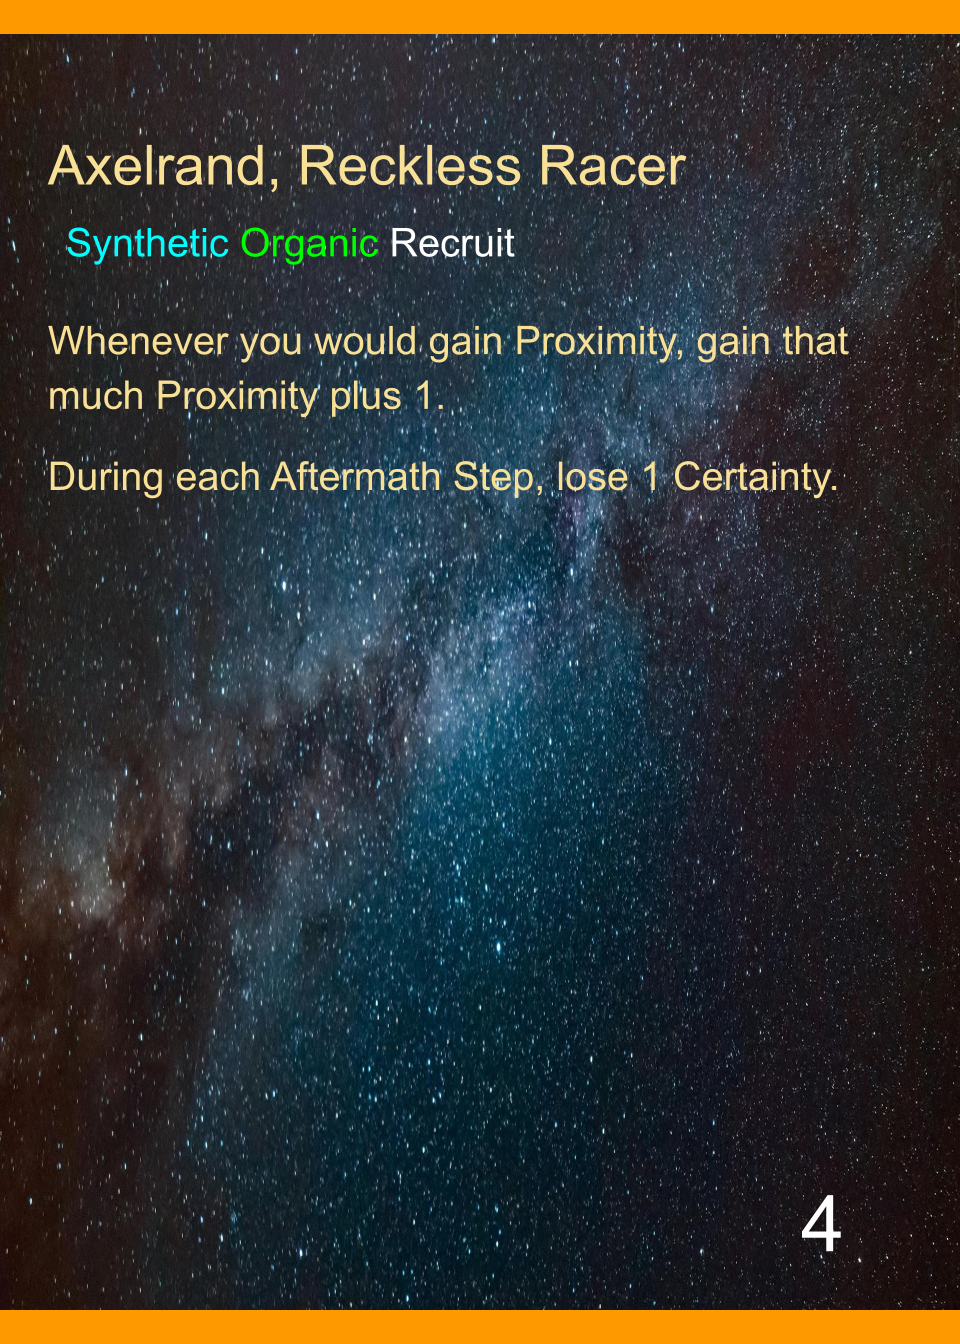 Axelrand, Reckless Racer
Synthetic Organic Recruit
Whenever you would gain Proximity, gain that
much Proximity plus 1.
During each Aftermath Step, lose 1 Certainty.
4